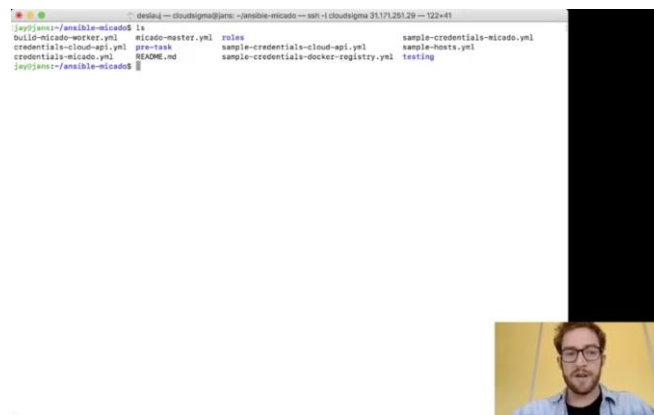 deslauj — cloudsigma@jans: ~/ansible-micado — ssh -l cloudsigma 31.171.251.29 — 122×41
jay@jans:~/ansible-micado$ ls
build-micado-worker.yml micado-master.yml roles sample-credentials-micado.yml
credentials-cloud-api.yml pre-task sample-credentials-cloud-api.yml sample-hosts.yml
credentials-micado.yml README.md sample-credentials-docker-registry.yml testing
jay@jans:~/ansible-micado$